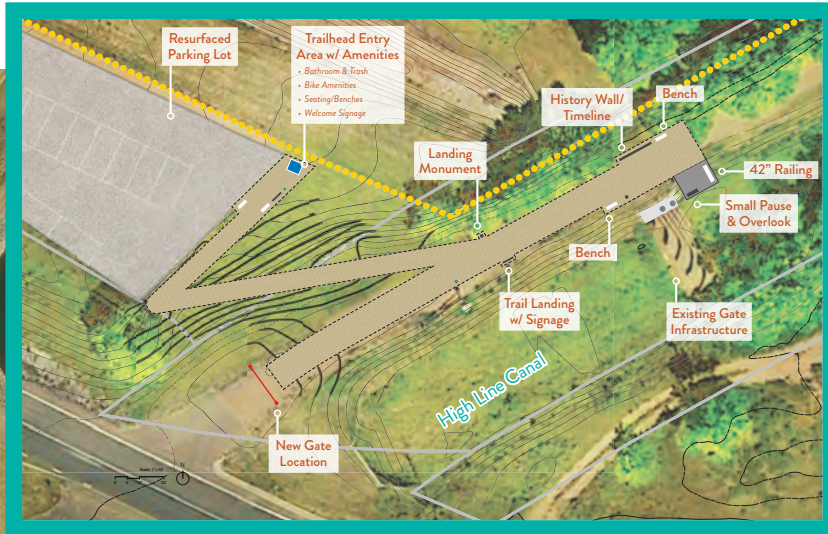 Resurfaced
Parking Lot
Trailhead Entry
Area w/ Amenities
• Bathroom & Trash
• Bike Amenities
• Seating/Benches
• Welcome Signage
History Wall/
Timeline
Bench
Landing
Monument
42" Railing
Small Pause
& Overlook
Bench
Trail Landing
w/ Signage
Existing Gate
Infrastructure
High Line Canal
New Gate
Location
N